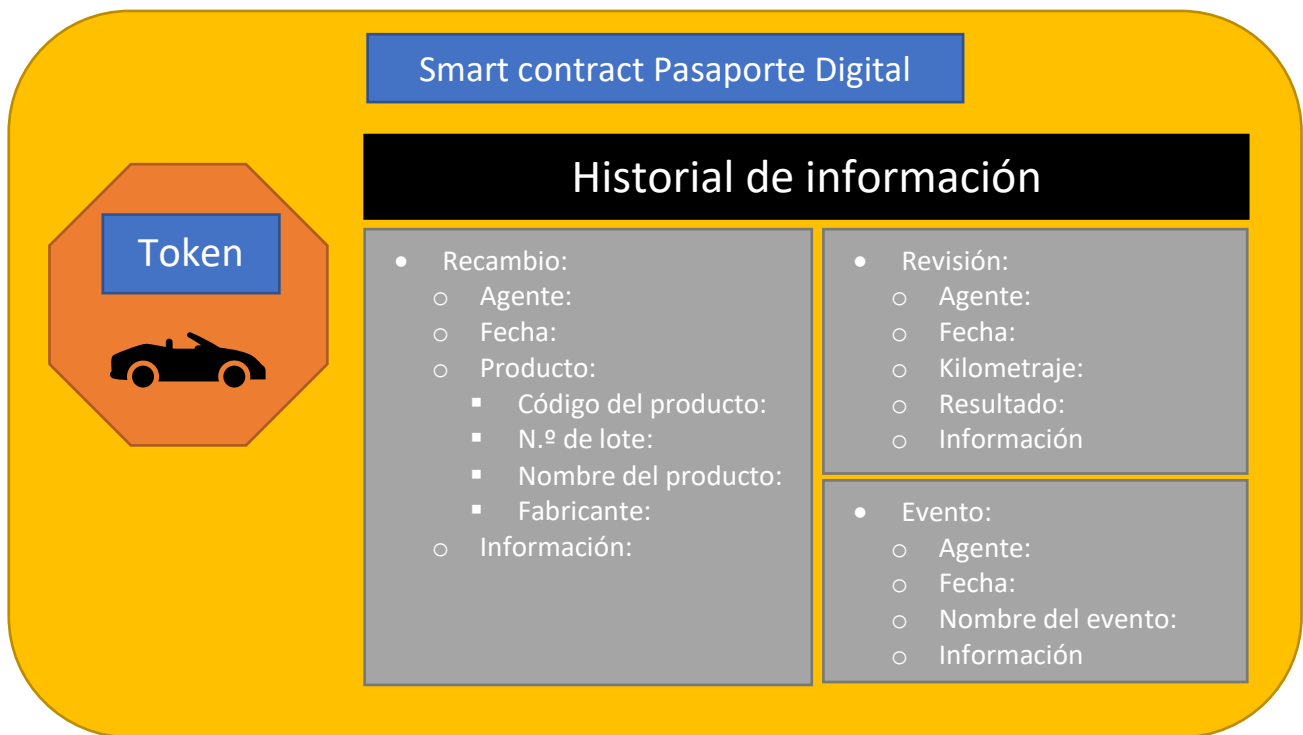 Smart contract Pasaporte Digital
Token
Historial de información
• Recambio:
o Agente:
o Fecha:
o Producto:
▪ Código del producto:
▪ N.º de lote:
▪ Nombre del producto:
▪ Fabricante:
o Información:
• Revisión:
o Agente:
o Fecha:
o Kilometraje:
o Resultado:
o Información
• Evento:
o Agente:
o Fecha:
o Nombre del evento:
o Información